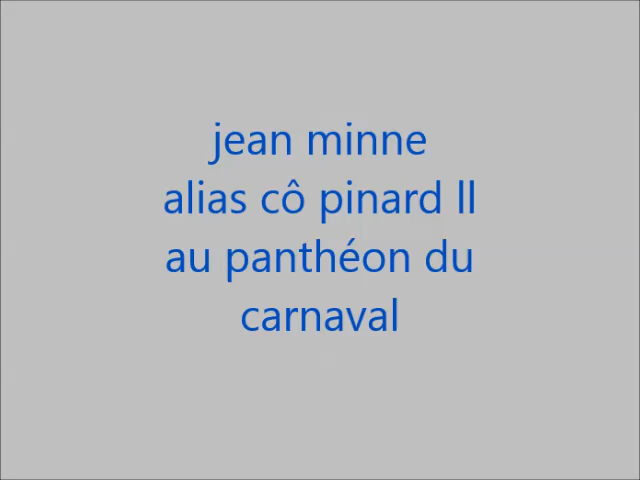 jean minne
alias cô pinard ll
au panthéon du
carnaval